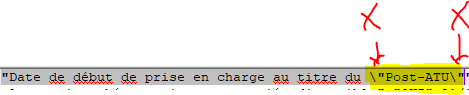 X X
"Date de début de prise en charge au titre du \"Post-ATU\"